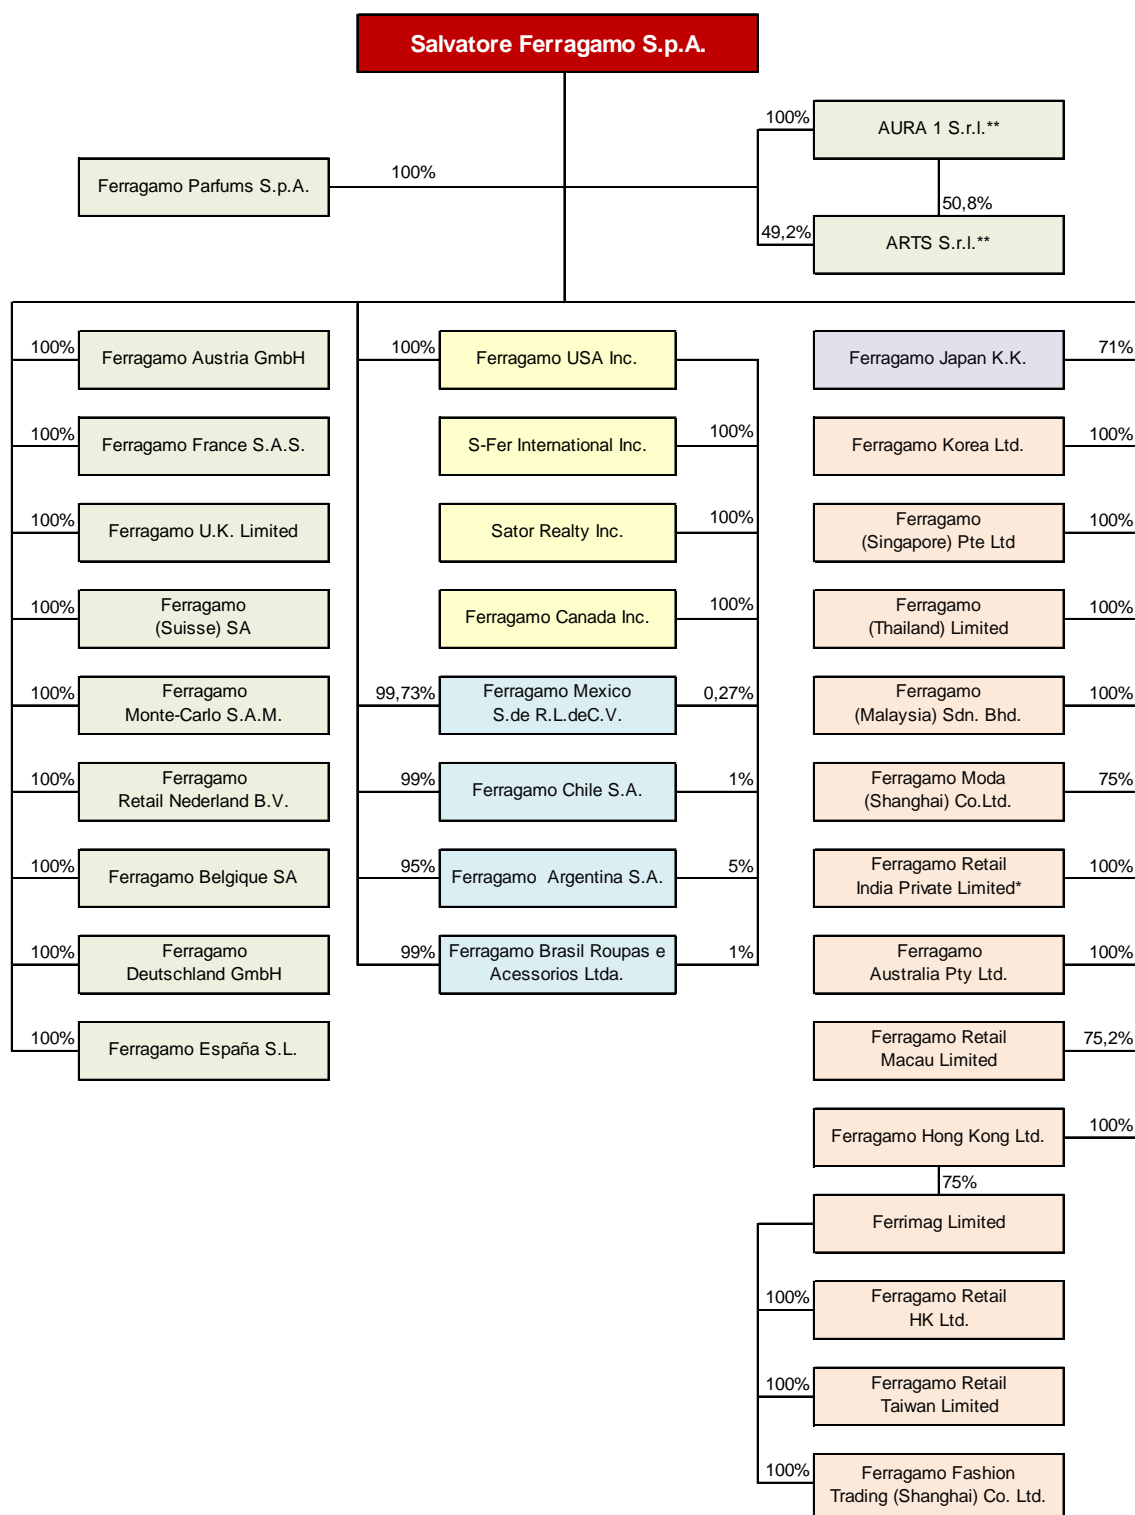 Salvatore Ferragamo S.p.A.
100%
AURA 1 S.r.l.**
Ferragamo Parfums S.p.A.
100%
50,8%
49,2%
ARTS S.r.l.**
100%
Ferragamo Austria GmbH
100%
Ferragamo USA Inc.
Ferragamo Japan K.K.
71%
100%
Ferragamo France S.A.S.
S-Fer International Inc.
100%
Ferragamo Korea Ltd.
100%
100%
Ferragamo U.K. Limited
Sator Realty Inc.
100%
Ferragamo
(Singapore) Pte Ltd
100%
100%
Ferragamo
(Suisse) SA
Ferragamo Canada Inc.
100%
Ferragamo
(Thailand) Limited
100%
100%
Ferragamo
Monte-Carlo S.A.M.
99,73%
Ferragamo Mexico
S.de R.L.deC.V.
0,27%
Ferragamo
(Malaysia) Sdn. Bhd.
100%
100%
Ferragamo
Retail Nederland B.V.
99%
Ferragamo Chile S.A.
1%
Ferragamo Moda
(Shanghai) Co.Ltd.
75%
100%
Ferragamo Belgique SA
95%
Ferragamo Argentina S.A.
5%
Ferragamo Retail
India Private Limited*
100%
100%
Ferragamo
Deutschland GmbH
99%
Ferragamo Brasil Roupas e
Acessorios Ltda.
1%
Ferragamo
Australia Pty Ltd.
100%
100%
Ferragamo España S.L.
Ferragamo Retail
Macau Limited
75,2%
Ferragamo Hong Kong Ltd.
100%
75%
Ferrimag Limited
100%
Ferragamo Retail
HK Ltd.
100%
Ferragamo Retail
Taiwan Limited
100%
Ferragamo Fashion
Trading (Shanghai) Co. Ltd.